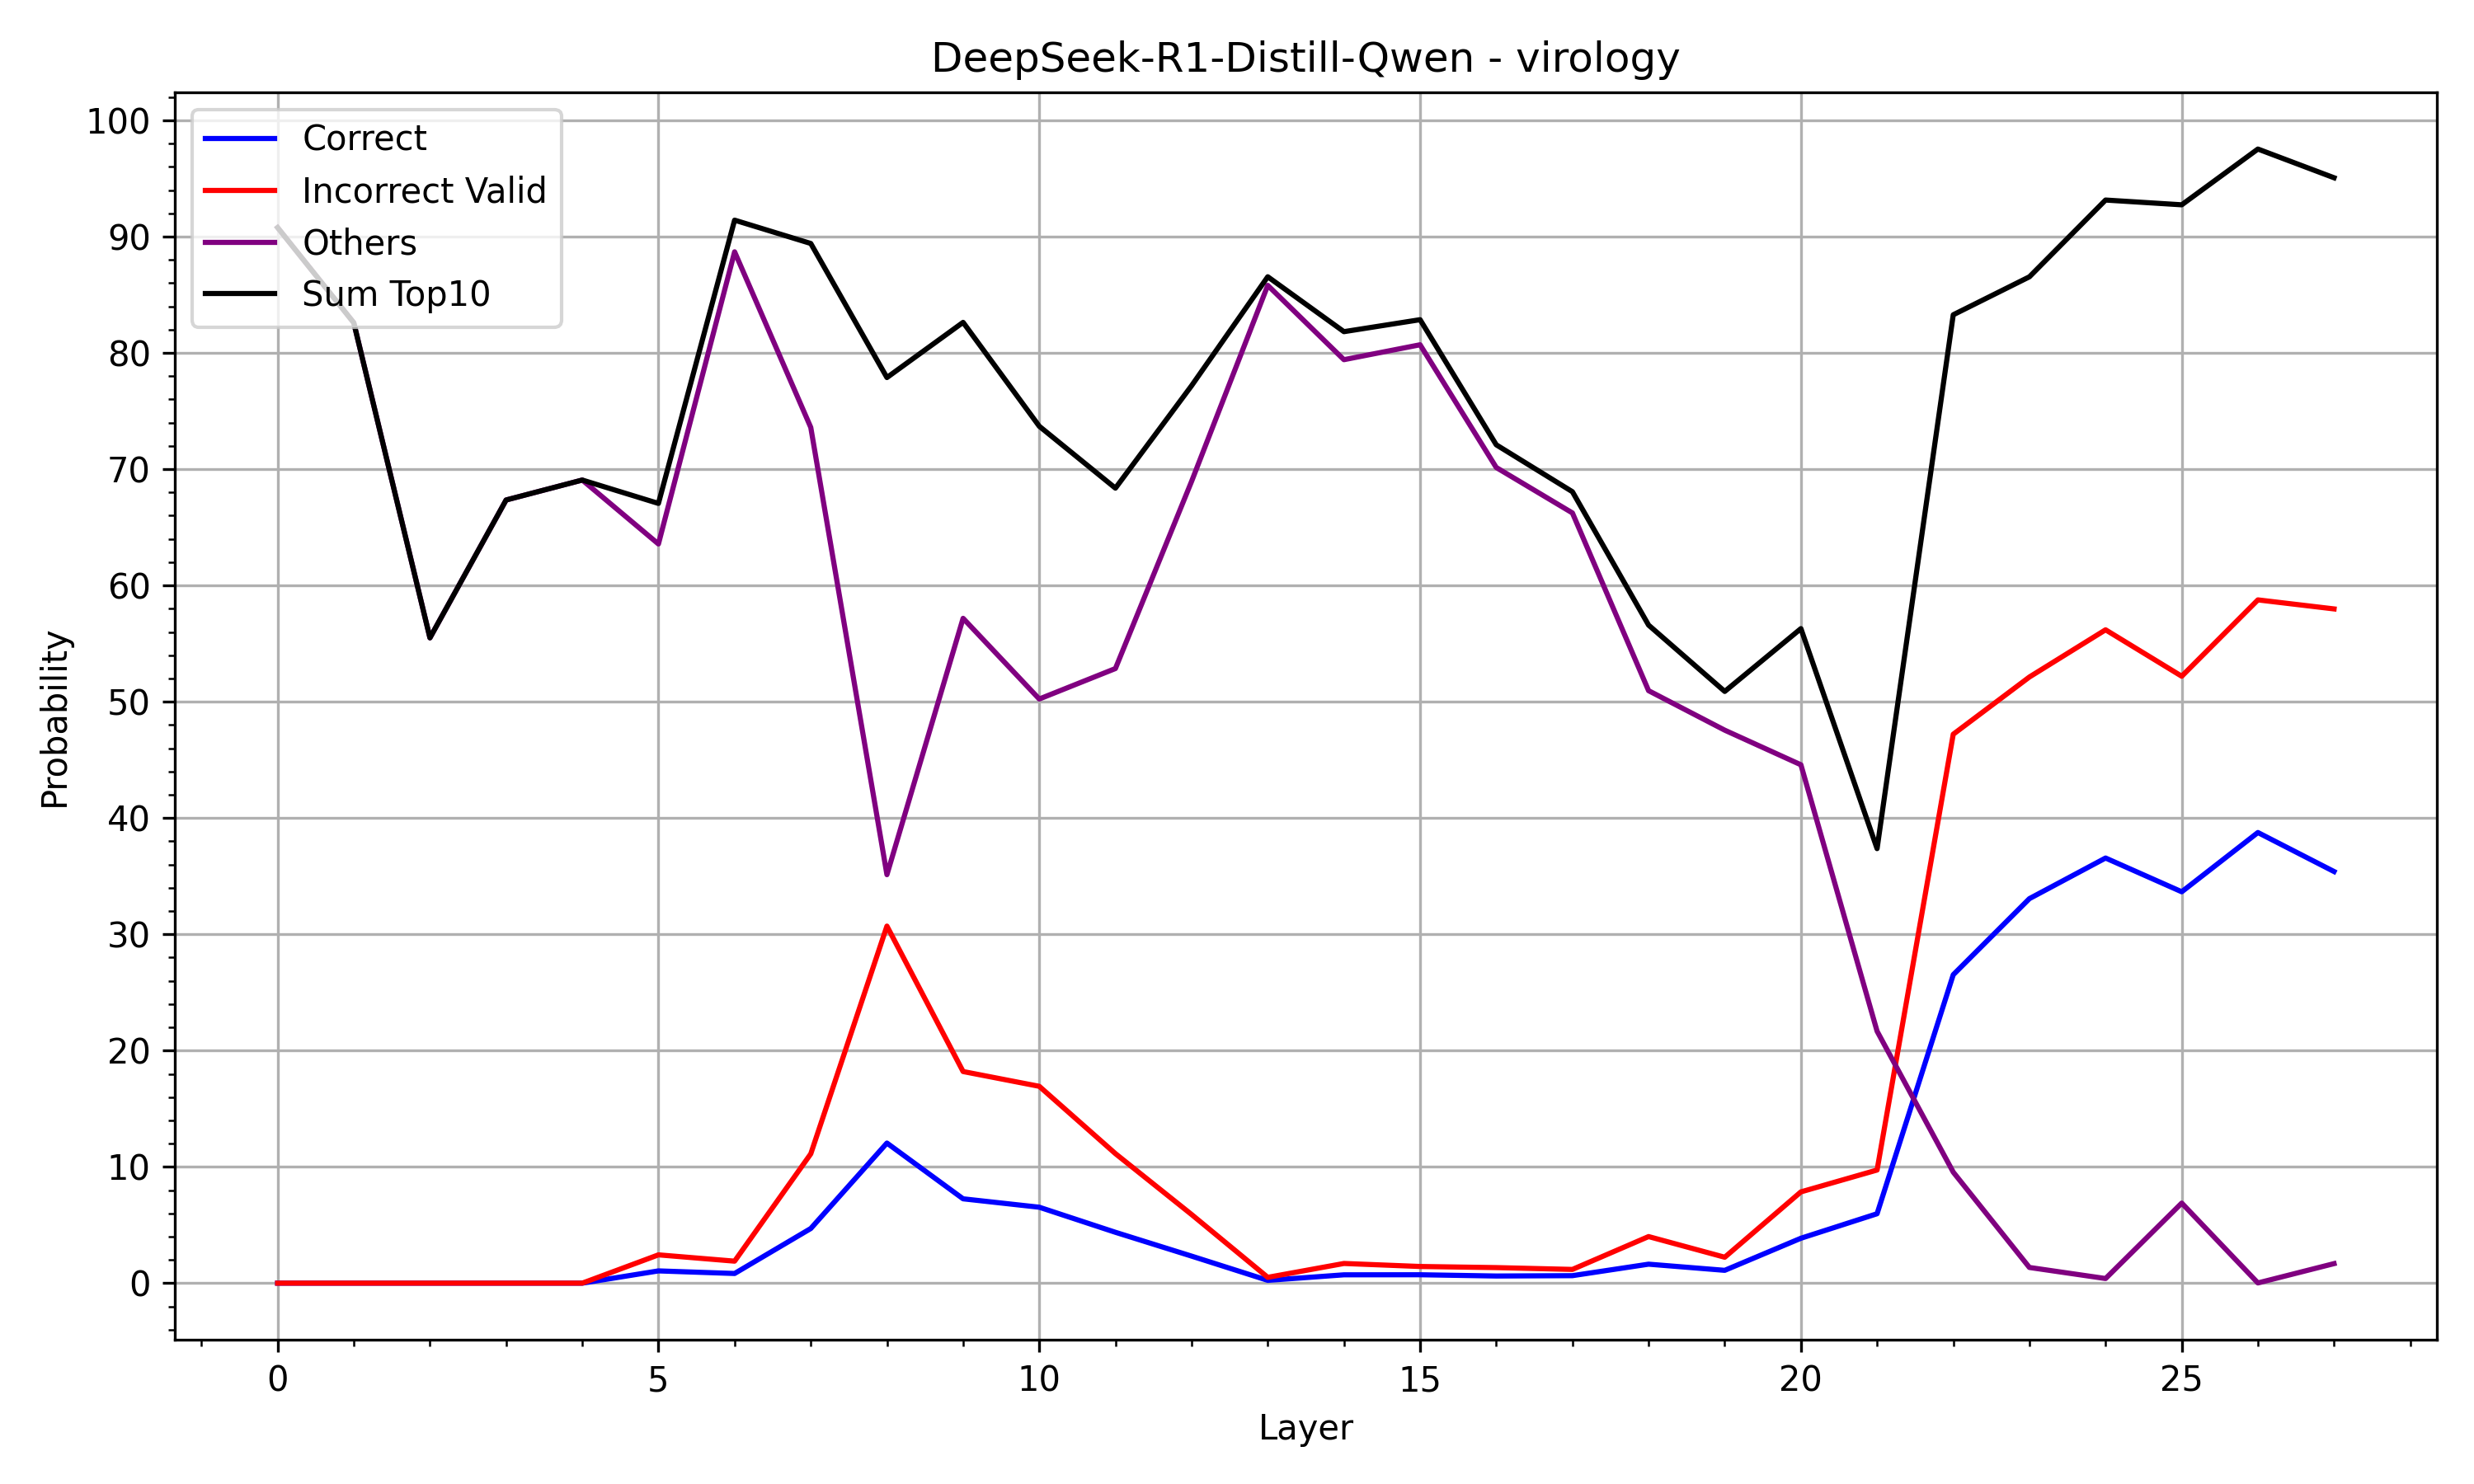 DeepSeek-R1-Distill-Qwen - virology
Correct
Incorrect Valid
Others
Sum Top10
100
90
80
70
60
50
40
30
20
10
0
Probability
0 5 10 15 20 25
Layer